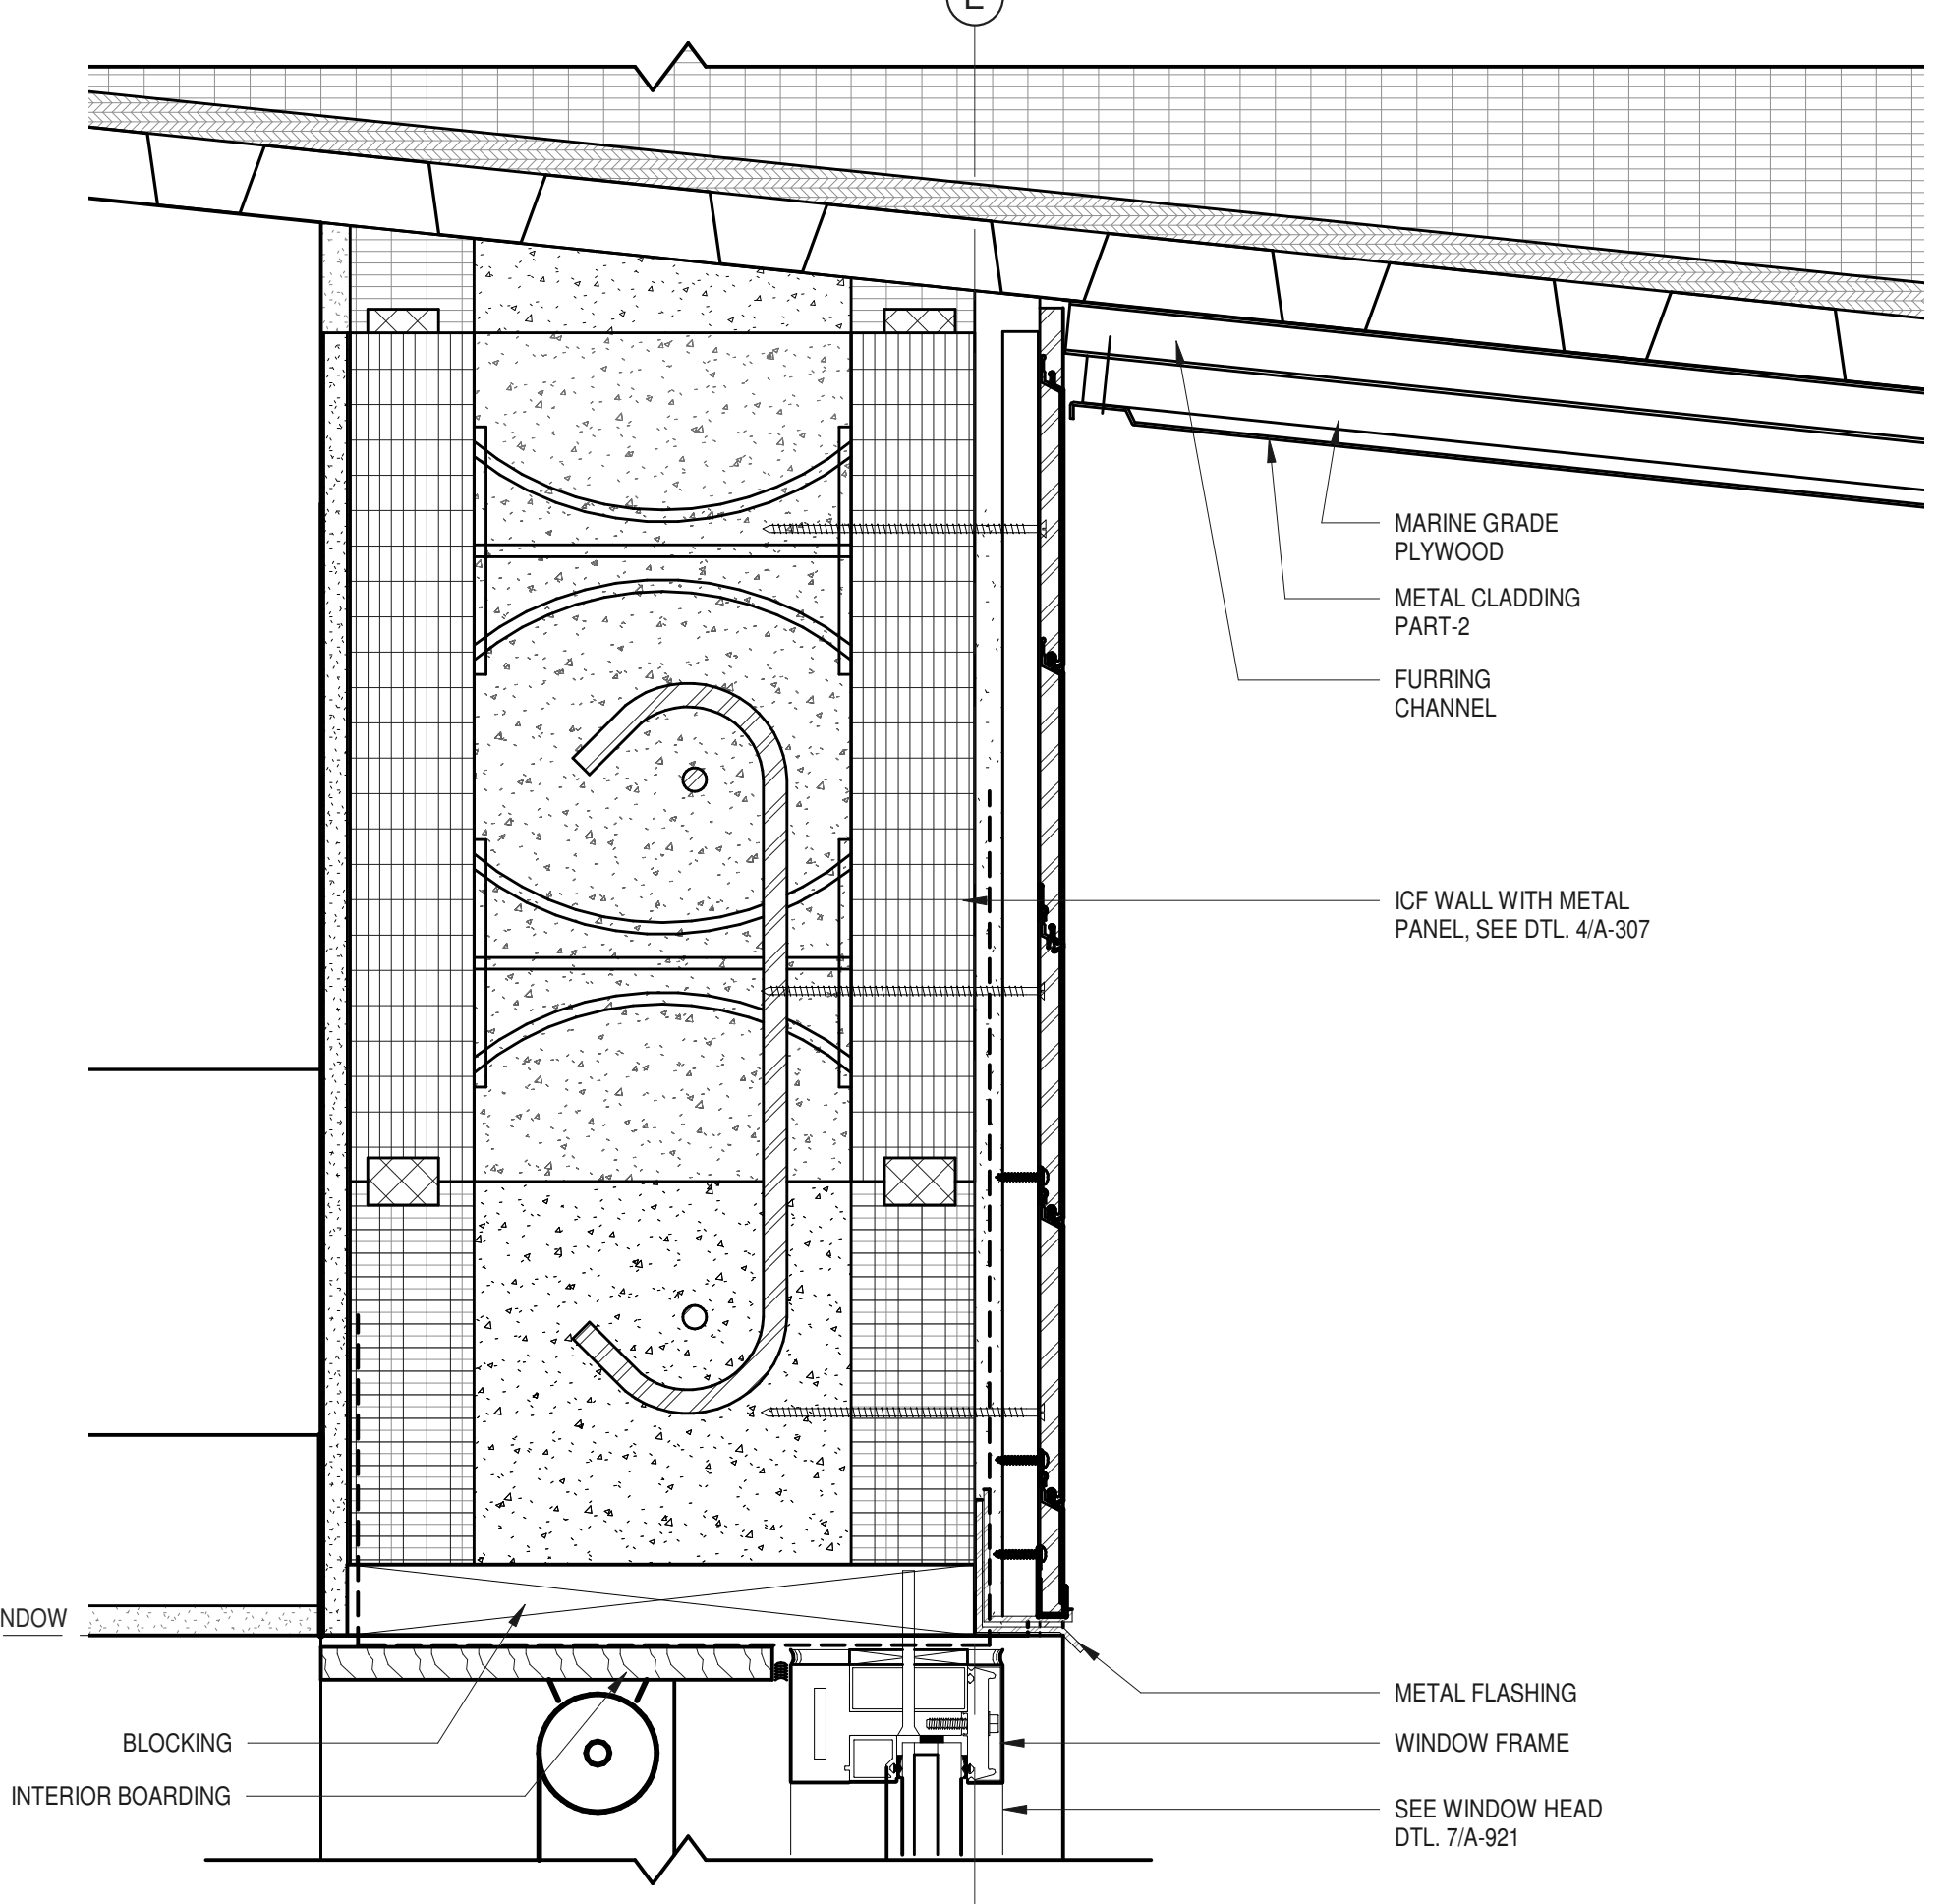 E
MARINE GRADE
PLYWOOD
METAL CLADDING
PART-2
FURRING
CHANNEL
ICF WALL WITH METAL
PANEL, SEE DTL. 4/A-307
NDOW
METAL FLASHING
BLOCKING
WINDOW FRAME
INTERIOR BOARDING
SEE WINDOW HEAD
DTL. 7/A-921